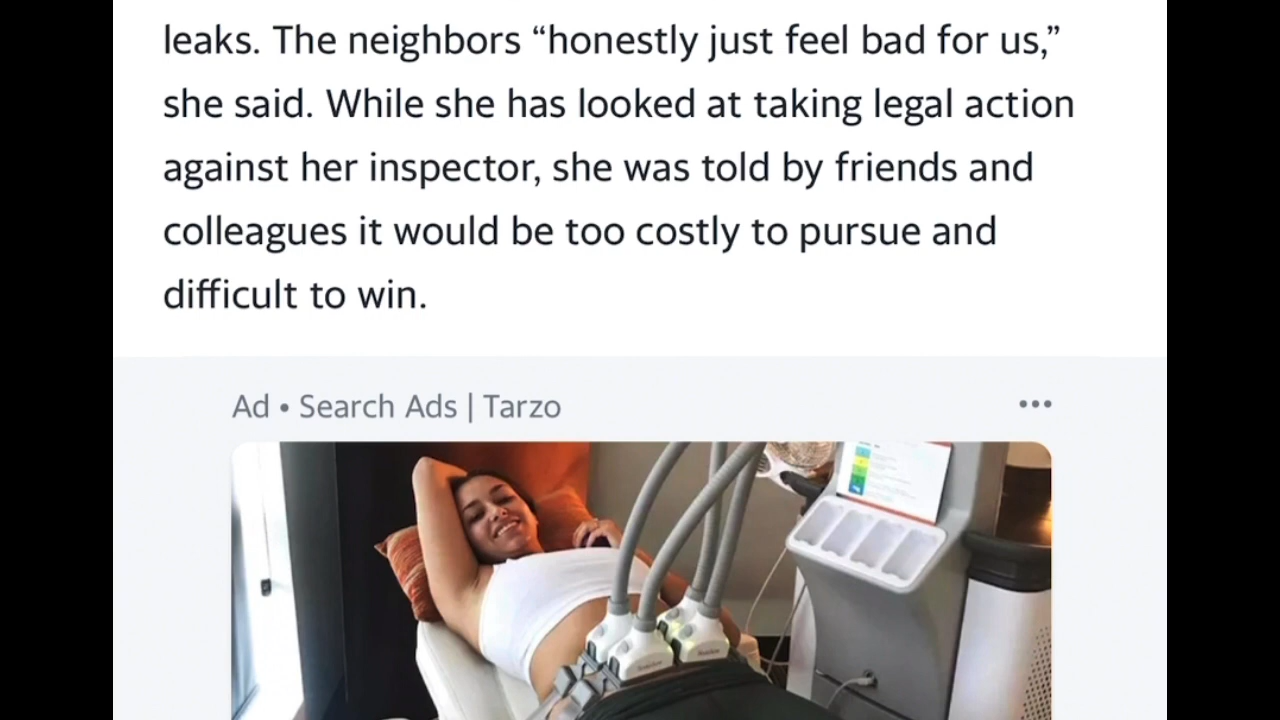 leaks. The neighbors “honestly just feel bad for us,”
she said. While she has looked at taking legal action
against her inspector, she was told by friends and
colleagues it would be too costly to pursue and
difficult to win.
Ad • Search Ads | Tarzo